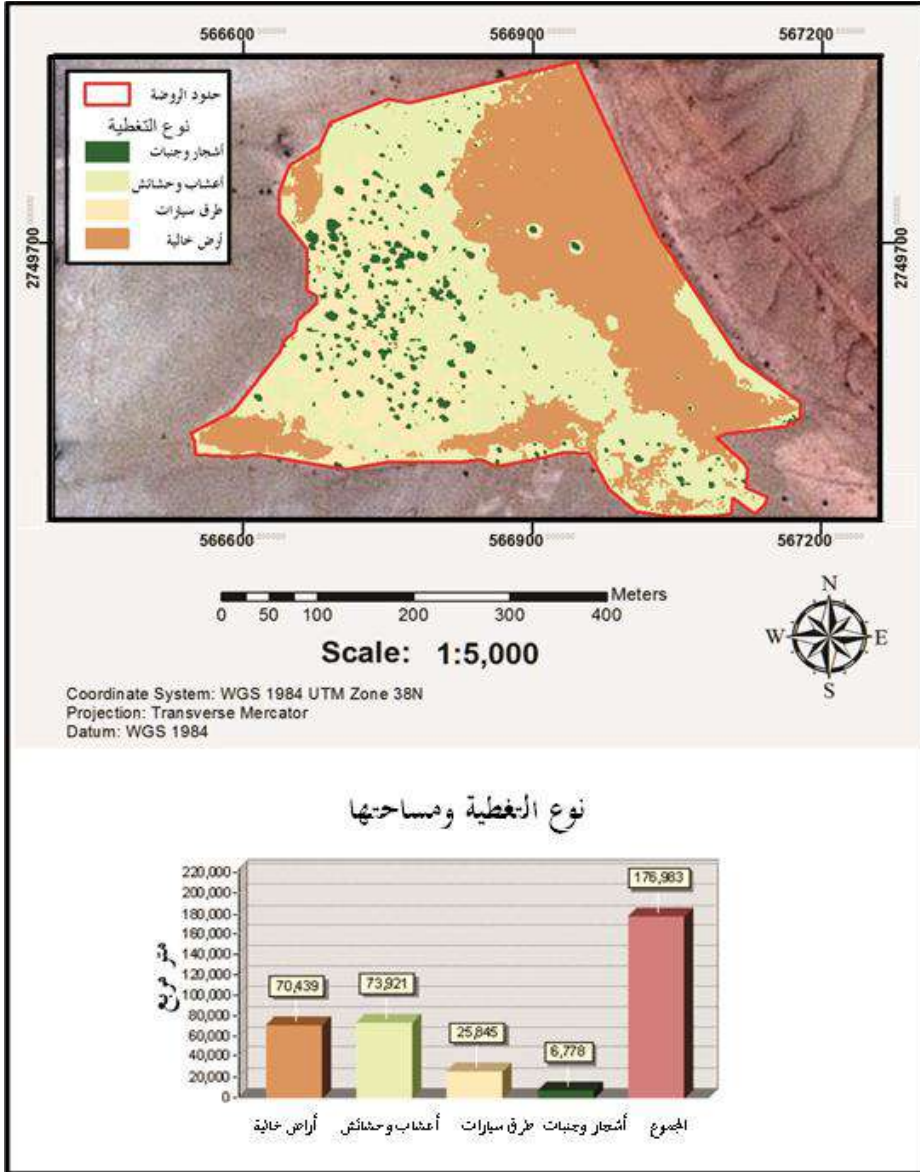 566600 566900 567200
حدود الروضة
نوع التغطية
أشجار وجنبات
أعشاب وحشائش
طرق سيارات
أرض خالية
2749700
2749700
566600 566900 567200
0 50 100 200 300 400 Meters
Scale: 1:5,000
N
W E
S
Coordinate System: WGS 1984 UTM Zone 38N
Projection: Transverse Mercator
Datum: WGS 1984
نوع التغطية ومساحتها
متر مربع
220,000
200,000
180,000
160,000
140,000
120,000
100,000
80,000
60,000
40,000
20,000
0
70,439
73,921
25,845
6,778
176,983
أراض خالية
أعشاب وحشائش
طرق سيارات
أشجار وجنبات
المجموع